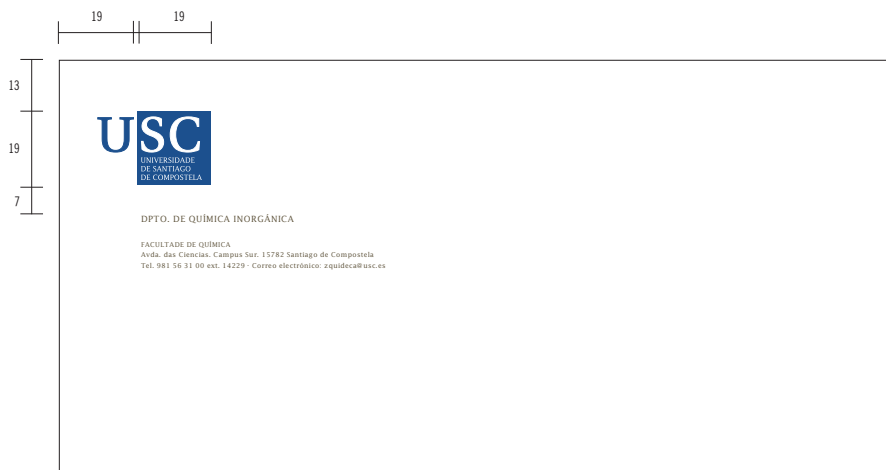 19 19
13
19
7
USC
UNIVERSIDADE
DE SANTIAGO
DE COMPOSTELA
DPTO. DE QUÍMICA INORGÁNICA
FACULTADE DE QUÍMICA
Avda. das Ciencias. Campus Sur. 15782 Santiago de Compostela
Tel. 981 56 31 00 ext. 14229 · Correo electrónico: zquideca@usc.es